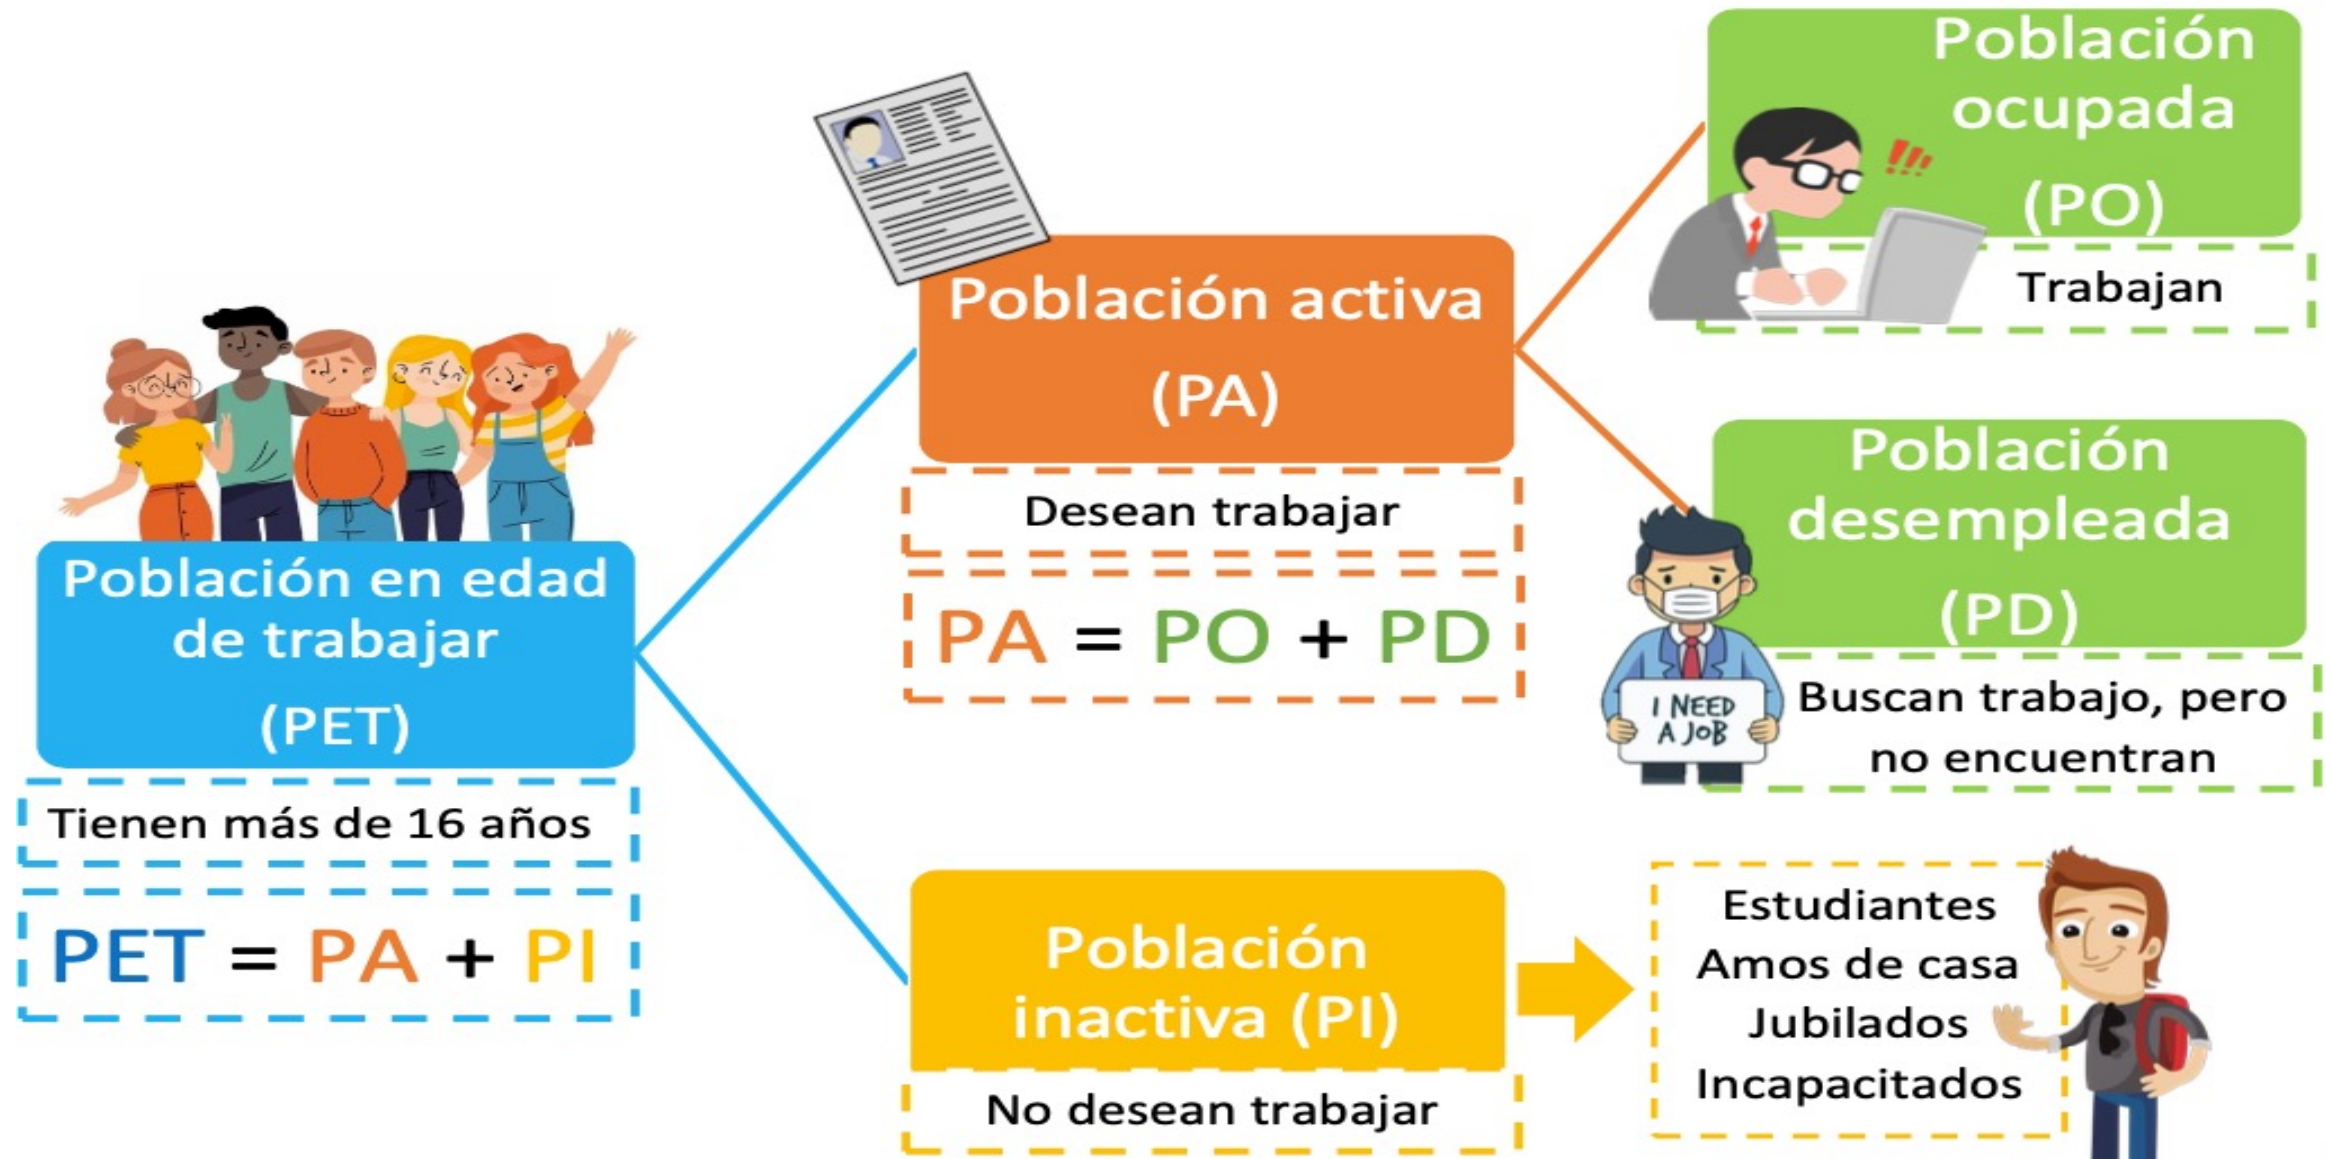 Población en edad
de trabajar
(PET)
Tienen más de 16 años
PET = PA + PI
Población activa
(PA)
Desean trabajar
PA = PO + PD
Población
ocupada
(PO)
!!!
Trabajan
Población
desempleada
(PD)
I NEED
A JOB
Buscan trabajo, pero
no encuentran
Población
inactiva (PI)
No desean trabajar
Estudiantes
Amos de casa
Jubilados
Incapacitados